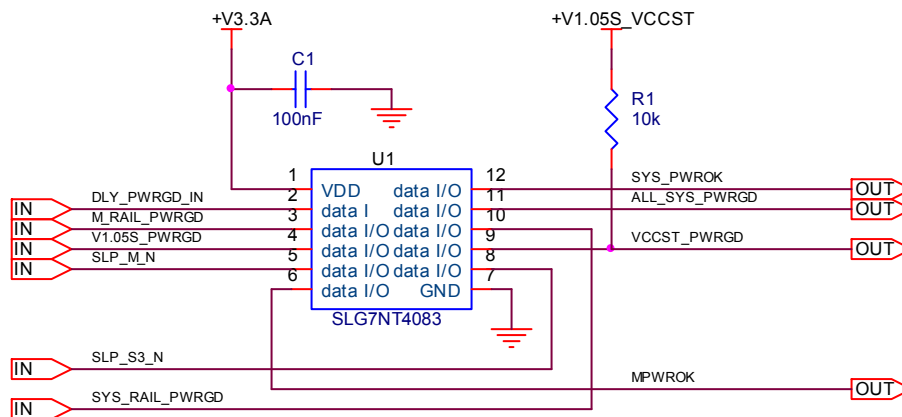 +V3.3A +V1.05S_VCCST
C1
R1
100nF 10k
U1
1 12 SYS_PWROK OUT
VDD data I/O
2 11 ALL_SYS_PWRGD OUT
IN DLY_PWRGD_IN data I data I/O
3 10
IN M_RAIL_PWRGD data I/O data I/O
4 9 VCCST_PWRGD OUT
IN V1.05S_PWRGD data I/O data I/O
5 8
IN SLP_M_N data I/O data I/O
6 7
data I/O GND
SLG7NT4083
IN SLP_S3_N
MPWROK OUT
IN SYS_RAIL_PWRGD